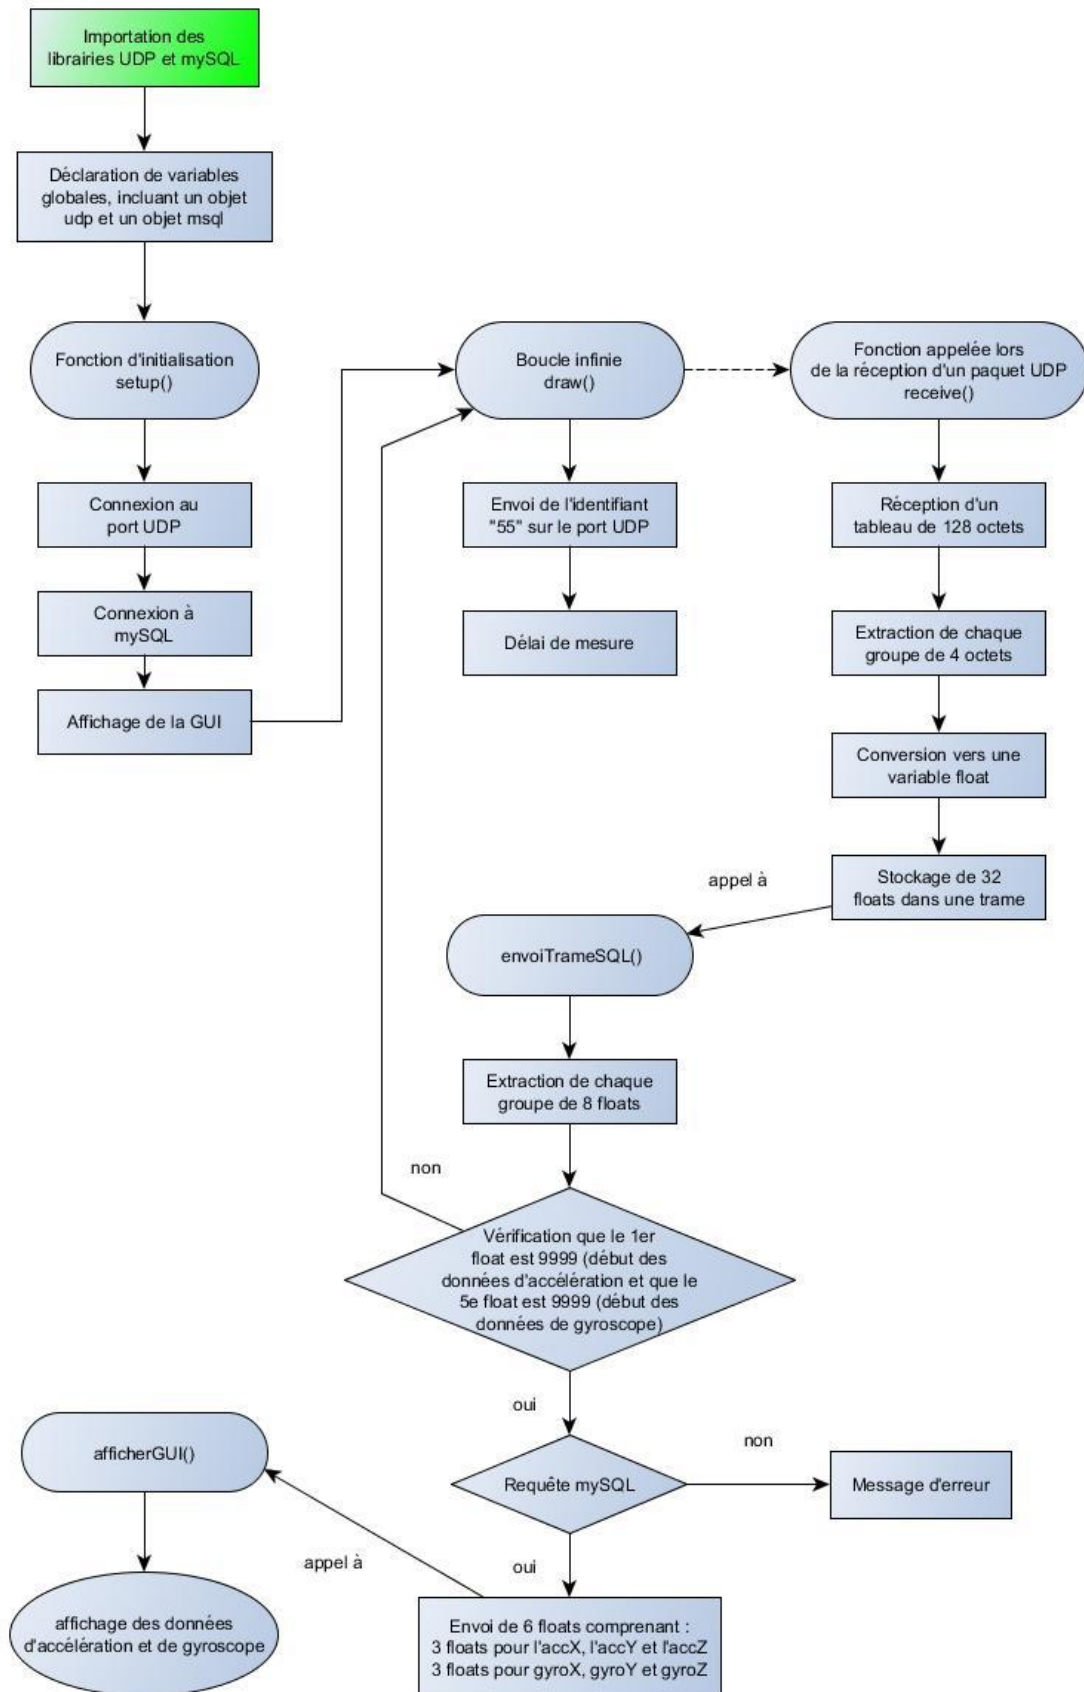 Importation des
librairies UDP et mySQL
Déclaration de variables
globales, incluant un objet
udp et un objet msql
Fonction d'initialisation
setup()
Connexion au
port UDP
Connexion à
mySQL
Affichage de la GUI
Boucle infinie
draw()
Envoi de l'identifiant
"55" sur le port UDP
Délai de mesure
Fonction appelée lors
de la réception d'un paquet UDP
receive()
Réception d'un
tableau de 128 octets
Extraction de chaque
groupe de 4 octets
Conversion vers une
variable float
Stockage de 32
floats dans une trame
appel à
envoiTrameSQL()
Extraction de chaque
groupe de 8 floats
non
Vérification que le 1er
float est 9999 (début des
données d'accélération et que le
5e float est 9999 (début des
données de gyroscope)
oui
Requête mySQL
non
Message d'erreur
oui
Envoi de 6 floats comprenant :
3 floats pour l'accX, l'accY et l'accZ
3 floats pour gyroX, gyroY et gyroZ
appel à
afficherGUI()
affichage des données
d'accélération et de gyroscope